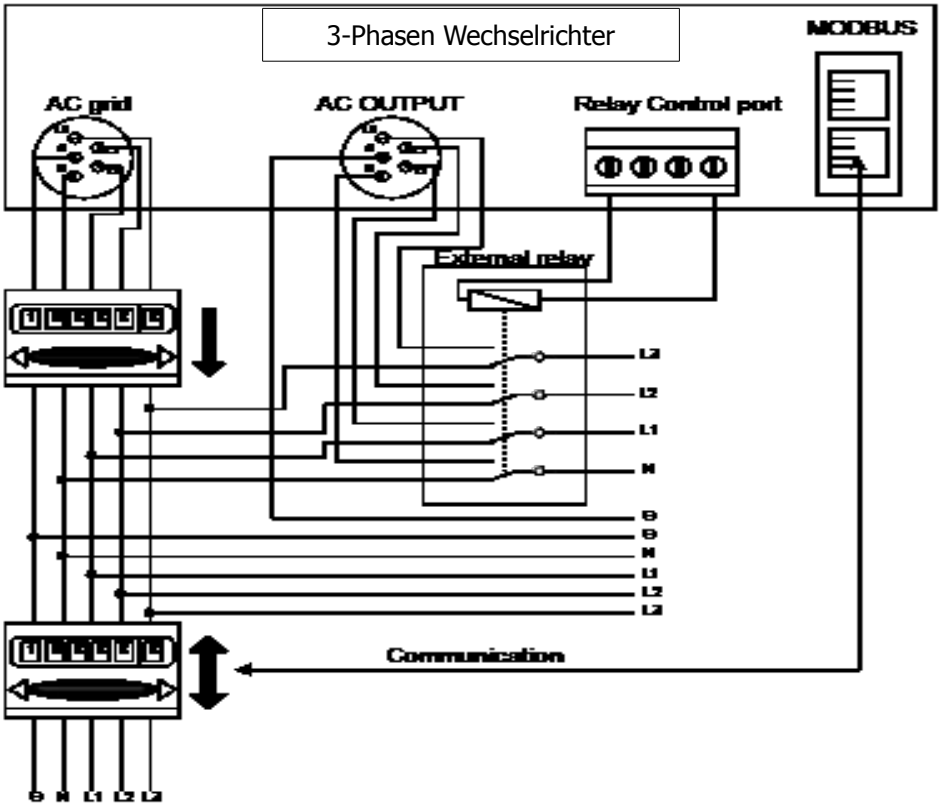 3-Phasen Wechselrichter
MODBUS
AC grid
AC OUTPUT
Relay Control port
External relay
L3
L2
L1
N
N
L1
L2
L3
Communication
N L1 L2 L3